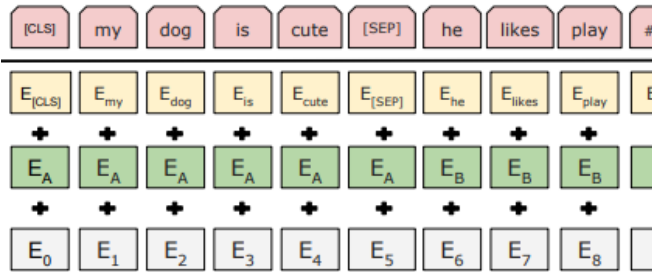 [CLS] my dog is cute [SEP] he likes play #
E[CLS] Emy Edog Eis Ecute E[SEP] Ehe Elikes Eplay E
EA EA EA EA EA EA EB EB EB
E0 E1 E2 E3 E4 E5 E6 E7 E8